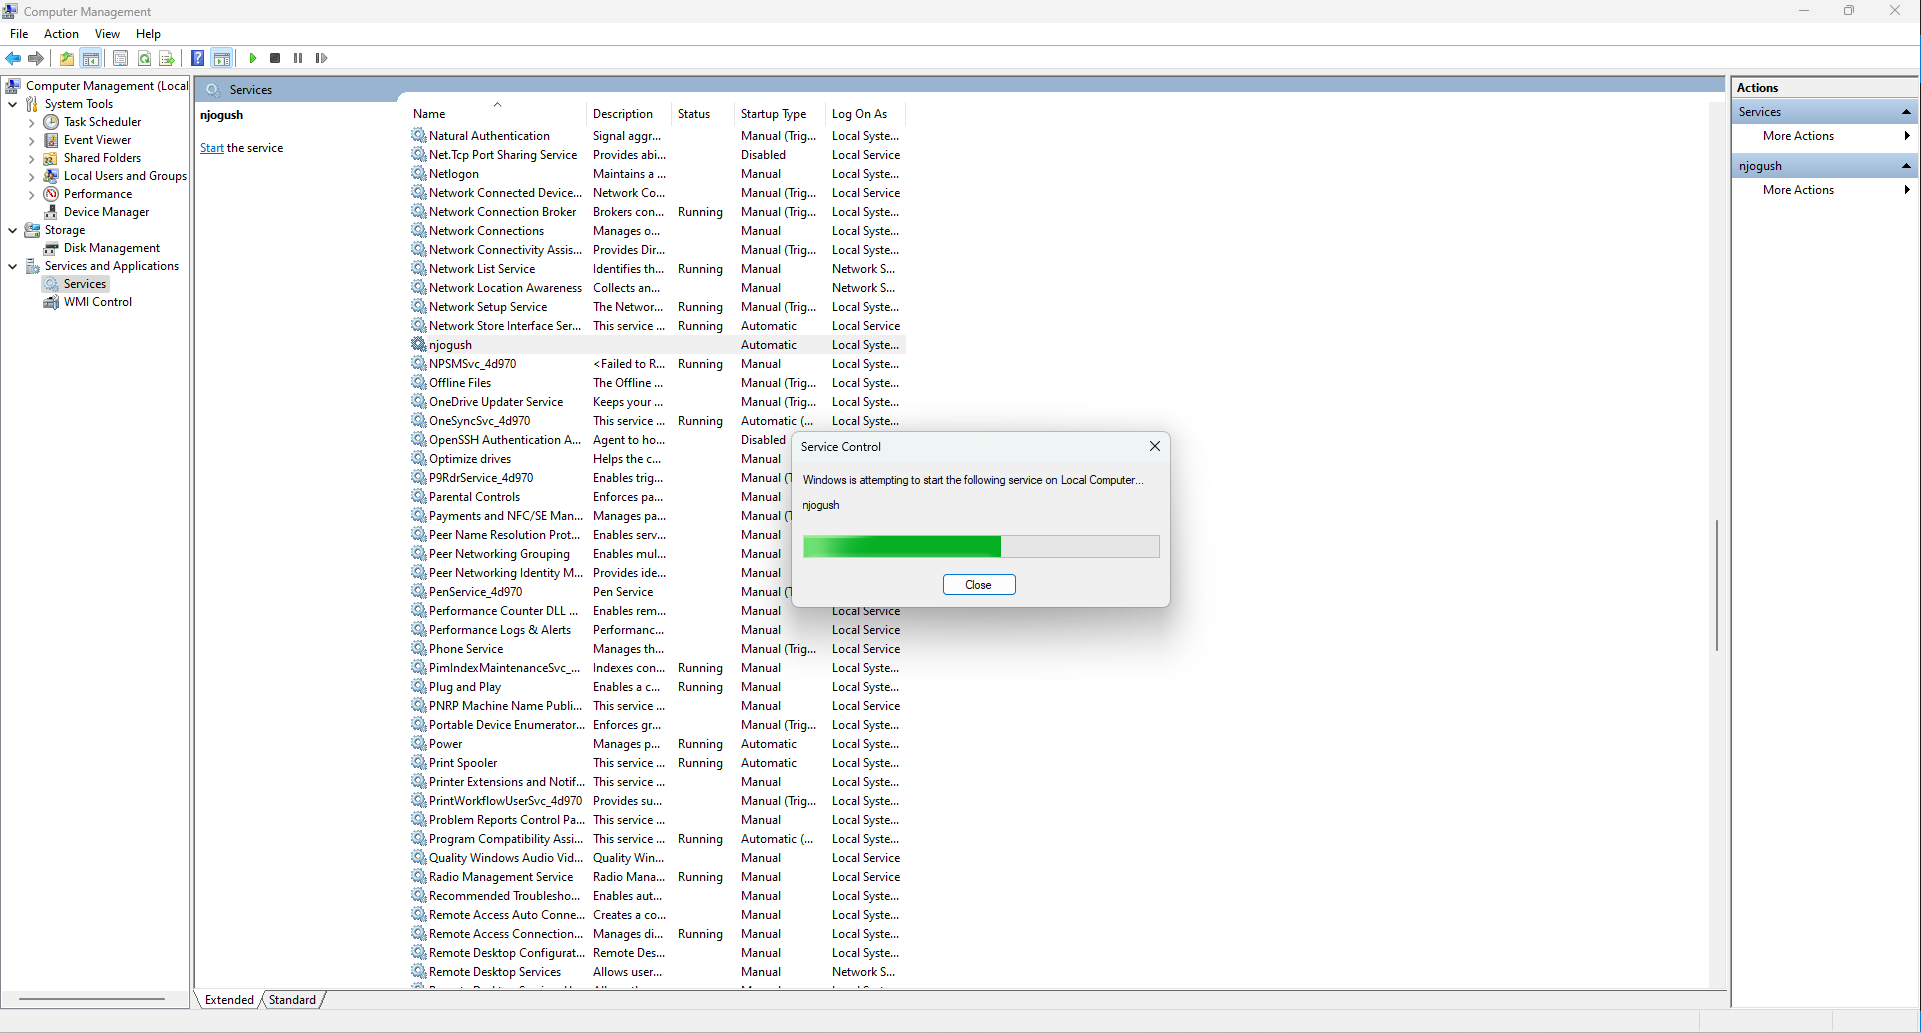 Computer Management
File Action View Help
Computer Management (Local
System Tools
Task Scheduler
Event Viewer
Shared Folders
Local Users and Groups
Performance
Device Manager
Storage
Disk Management
Services and Applications
Services
WMI Control
Services
njogush
Start the service
Name Description Status Startup Type Log On As
Natural Authentication Signal aggr... Manual (Trig... Local Syste...
Net.Tcp Port Sharing Service Provides abi... Disabled Local Service
Netlogon Maintains a ... Manual Local Syste...
Network Connected Device... Network Co... Manual (Trig... Local Service
Network Connection Broker Brokers con... Running Manual (Trig... Local Syste...
Network Connections Manages o... Manual Local Syste...
Network Connectivity Assis... Provides Dir... Manual (Trig... Local Syste...
Network List Service Identifies th... Running Manual Network S...
Network Location Awareness Collects an... Manual Network S...
Network Setup Service The Networ... Running Manual (Trig... Local Syste...
Network Store Interface Ser... This service ... Running Automatic Local Service
njogush Automatic Local Syste...
NPSMSvc_4d970 <Failed to R... Running Manual Local Syste...
Offline Files The Offline ... Manual (Trig... Local Syste...
OneDrive Updater Service Keeps your ... Manual (Trig... Local Syste...
OneSyncSvc_4d970 This service ... Running Automatic (... Local Syste...
OpenSSH Authentication A... Agent to ho... Disabled
Optimize drives Helps the c... Manual
P9RdrService_4d970 Enables trig... Manual (T
Parental Controls Enforces pa... Manual
Payments and NFC/SE Man... Manages pa... Manual (T
Peer Name Resolution Prot... Enables serv... Manual
Peer Networking Grouping Enables mul... Manual
Peer Networking Identity M... Provides ide... Manual
PenService_4d970 Pen Service Manual (T
Performance Counter DLL ... Enables rem... Manual Local Service
Performance Logs & Alerts Performanc... Manual Local Service
Phone Service Manages th... Manual (Trig... Local Service
PimIndexMaintenanceSvc_... Indexes con... Running Manual Local Syste...
Plug and Play Enables a c... Running Manual Local Syste...
PNRP Machine Name Publi... This service ... Manual Local Service
Portable Device Enumerator... Enforces gr... Manual (Trig... Local Syste...
Power Manages p... Running Automatic Local Syste...
Print Spooler This service ... Running Automatic Local Syste...
Printer Extensions and Notif... This service ... Manual Local Syste...
PrintWorkflowUserSvc_4d970 Provides su... Manual (Trig... Local Syste...
Problem Reports Control Pa... This service ... Manual Local Syste...
Program Compatibility Assi... This service ... Running Automatic (... Local Syste...
Quality Windows Audio Vid... Quality Win... Manual Local Service
Radio Management Service Radio Mana... Running Manual Local Service
Recommended Troublesho... Enables aut... Manual Local Syste...
Remote Access Auto Conne... Creates a co... Manual Local Syste...
Remote Access Connection... Manages di... Running Manual Local Syste...
Remote Desktop Configurat... Remote Des... Manual Local Syste...
Remote Desktop Services Allows user... Manual Network S...
Extended Standard
Service Control
Windows is attempting to start the following service on Local Computer...
njogush
Close
Actions
Services
More Actions
njogush
More Actions